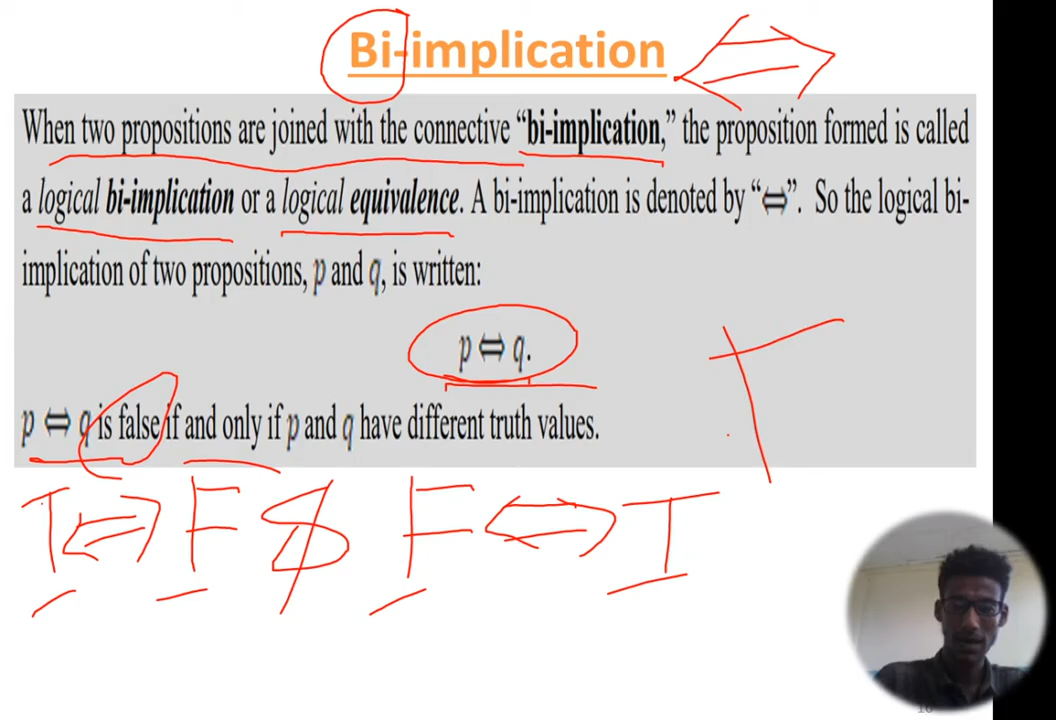 Bi-implication
When two propositions are joined with the connective “bi-implication,” the proposition formed is called
a logical bi-implication or a logical equivalence. A bi-implication is denoted by “⇔”. So the logical bi-
implication of two propositions, p and q, is written:
p ⇔ q.
p ⇔ q is false if and only if p and q have different truth values.
T ⇔ F & F ⇔ T
T
16